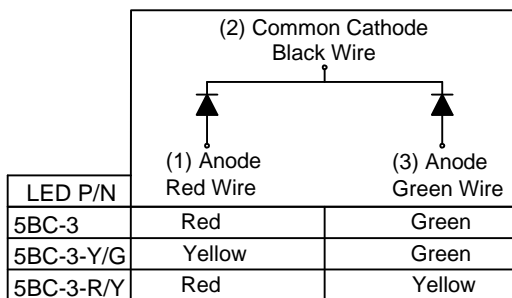 (2) Common Cathode
Black Wire
(1) Anode
Red Wire
(3) Anode
Green Wire
LED P/N
5BC-3 Red Green
5BC-3-Y/G Yellow Green
5BC-3-R/Y Red Yellow